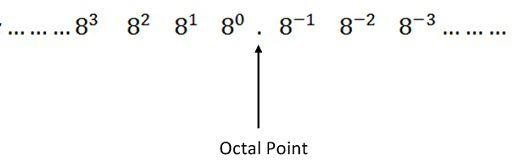 ... ... ... 8³ 8² 8¹ 8⁰ . 8⁻¹ 8⁻² 8⁻³ ... ... ...
Octal Point